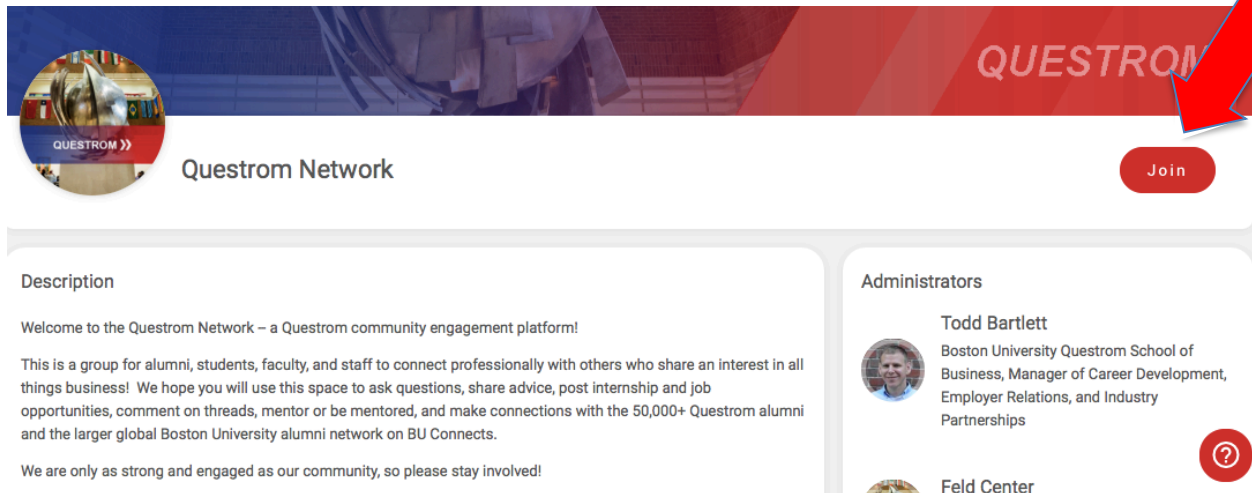 QUESTROM
QUESTROM »
Questrom Network
Join
Description
Welcome to the Questrom Network – a Questrom community engagement platform!
This is a group for alumni, students, faculty, and staff to connect professionally with others who share an interest in all
things business! We hope you will use this space to ask questions, share advice, post internship and job
opportunities, comment on threads, mentor or be mentored, and make connections with the 50,000+ Questrom alumni
and the larger global Boston University alumni network on BU Connects.
We are only as strong and engaged as our community, so please stay involved!
Administrators
Todd Bartlett
Boston University Questrom School of
Business, Manager of Career Development,
Employer Relations, and Industry
Partnerships
?
Feld Center